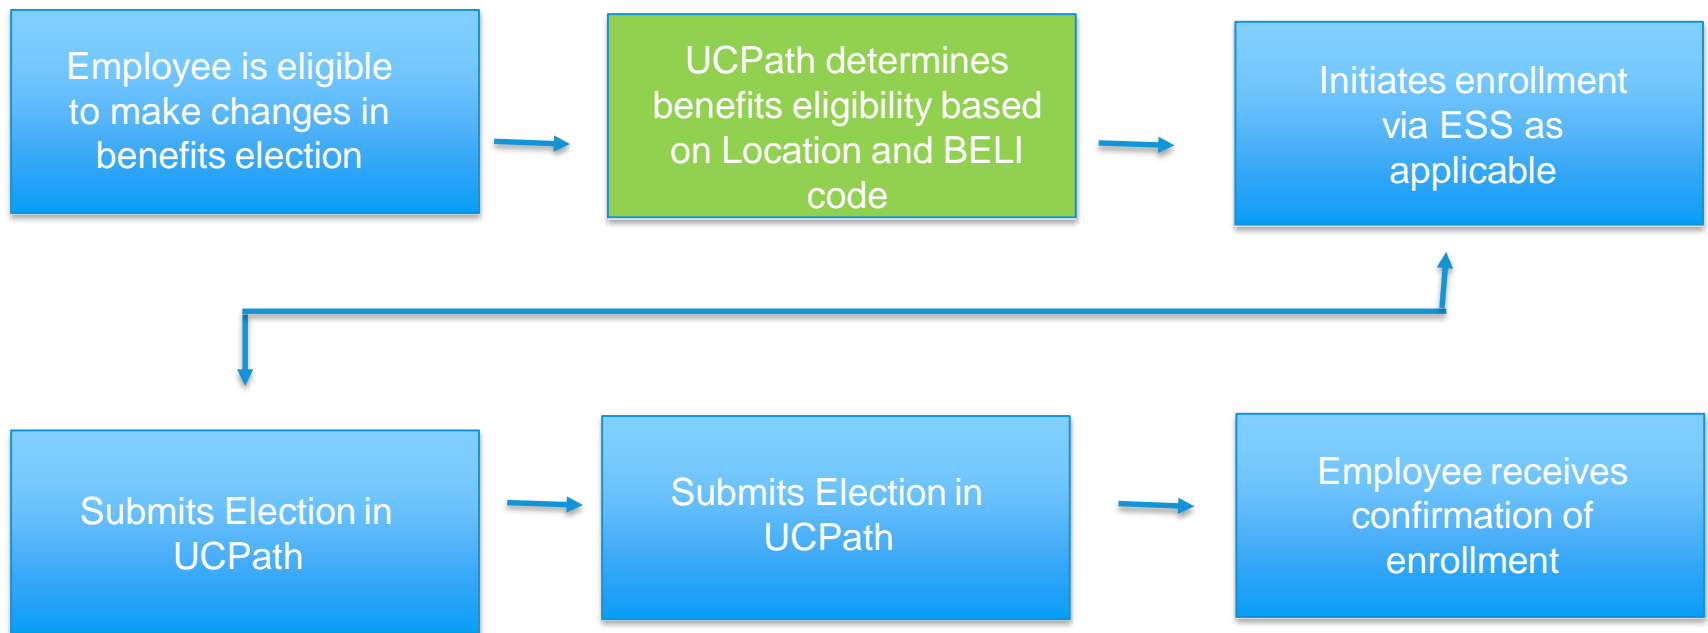 Employee is eligible
to make changes in
benefits election
UCPath determines
benefits eligibility based
on Location and BELI
code
Initiates enrollment
via ESS as
applicable
Submits Election in
UCPath
Submits Election in
UCPath
Employee receives
confirmation of
enrollment